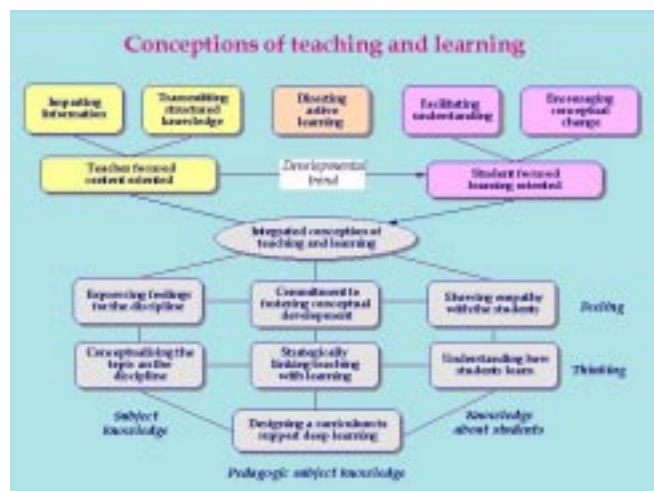 Conceptions of teaching and learning
Imparting
information
Transmitting
structured
knowledge
Directing
active
learning
Facilitating
understanding
Encouraging
conceptual
change
Teacher focused
content oriented
Developmental
trend
Student focused
learning oriented
Integrated conception of
teaching and learning
Expressing feelings
for the discipline
Commitment to
fostering conceptual
development
Showing empathy
with the students
Feeling
Conceptualising the
topic
the
discipline
Strategically
linking teaching
with learning
Understanding how
students learn
Thinking
Subject
knowledge
Designing a curriculum to
support deep learning
Knowledge
about students
Pedagogic subject knowledge